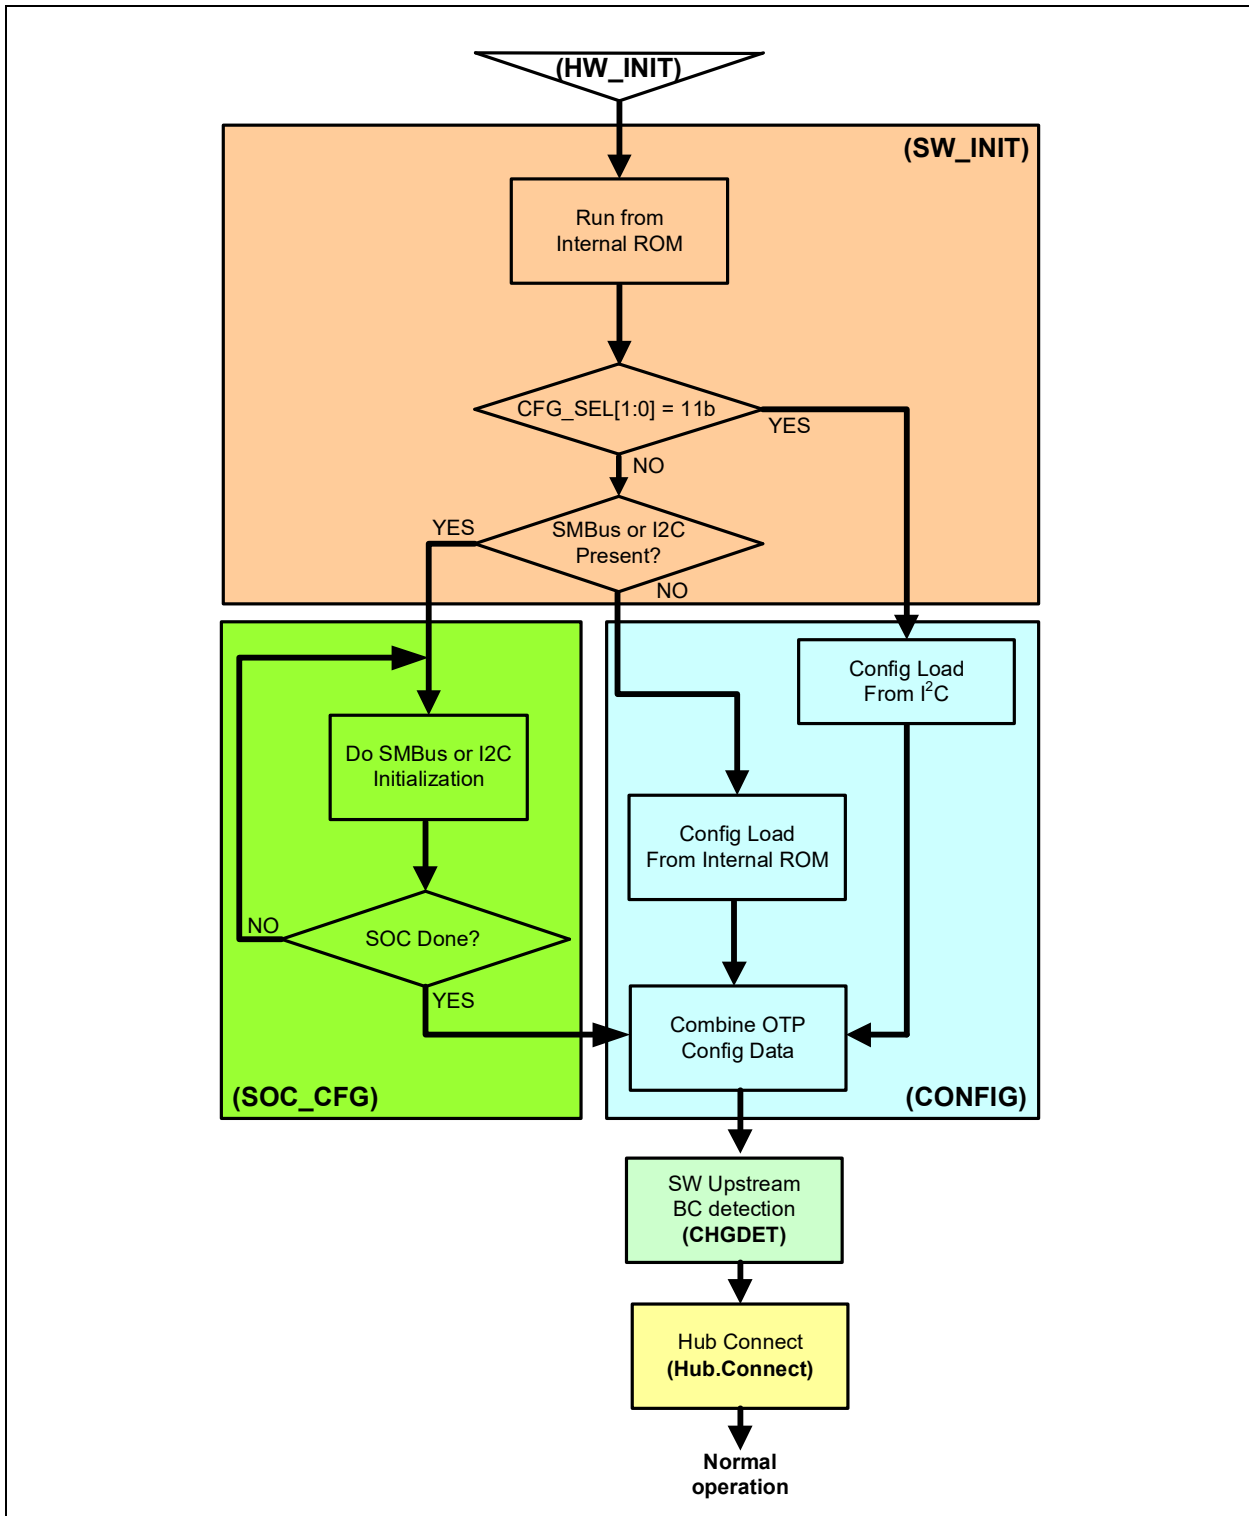 (HW_INIT)
(SW_INIT)
Run from
Internal ROM
CFG_SEL[1:0] = 11b
YES
NO
SMBus or I2C
Present?
YES
NO
Config Load
From I²C
Do SMBus or I2C
Initialization
Config Load
From Internal ROM
SOC Done?
NO
YES
Combine OTP
Config Data
(SOC_CFG)
(CONFIG)
SW Upstream
BC detection
(CHGDET)
Hub Connect
(Hub.Connect)
Normal
operation